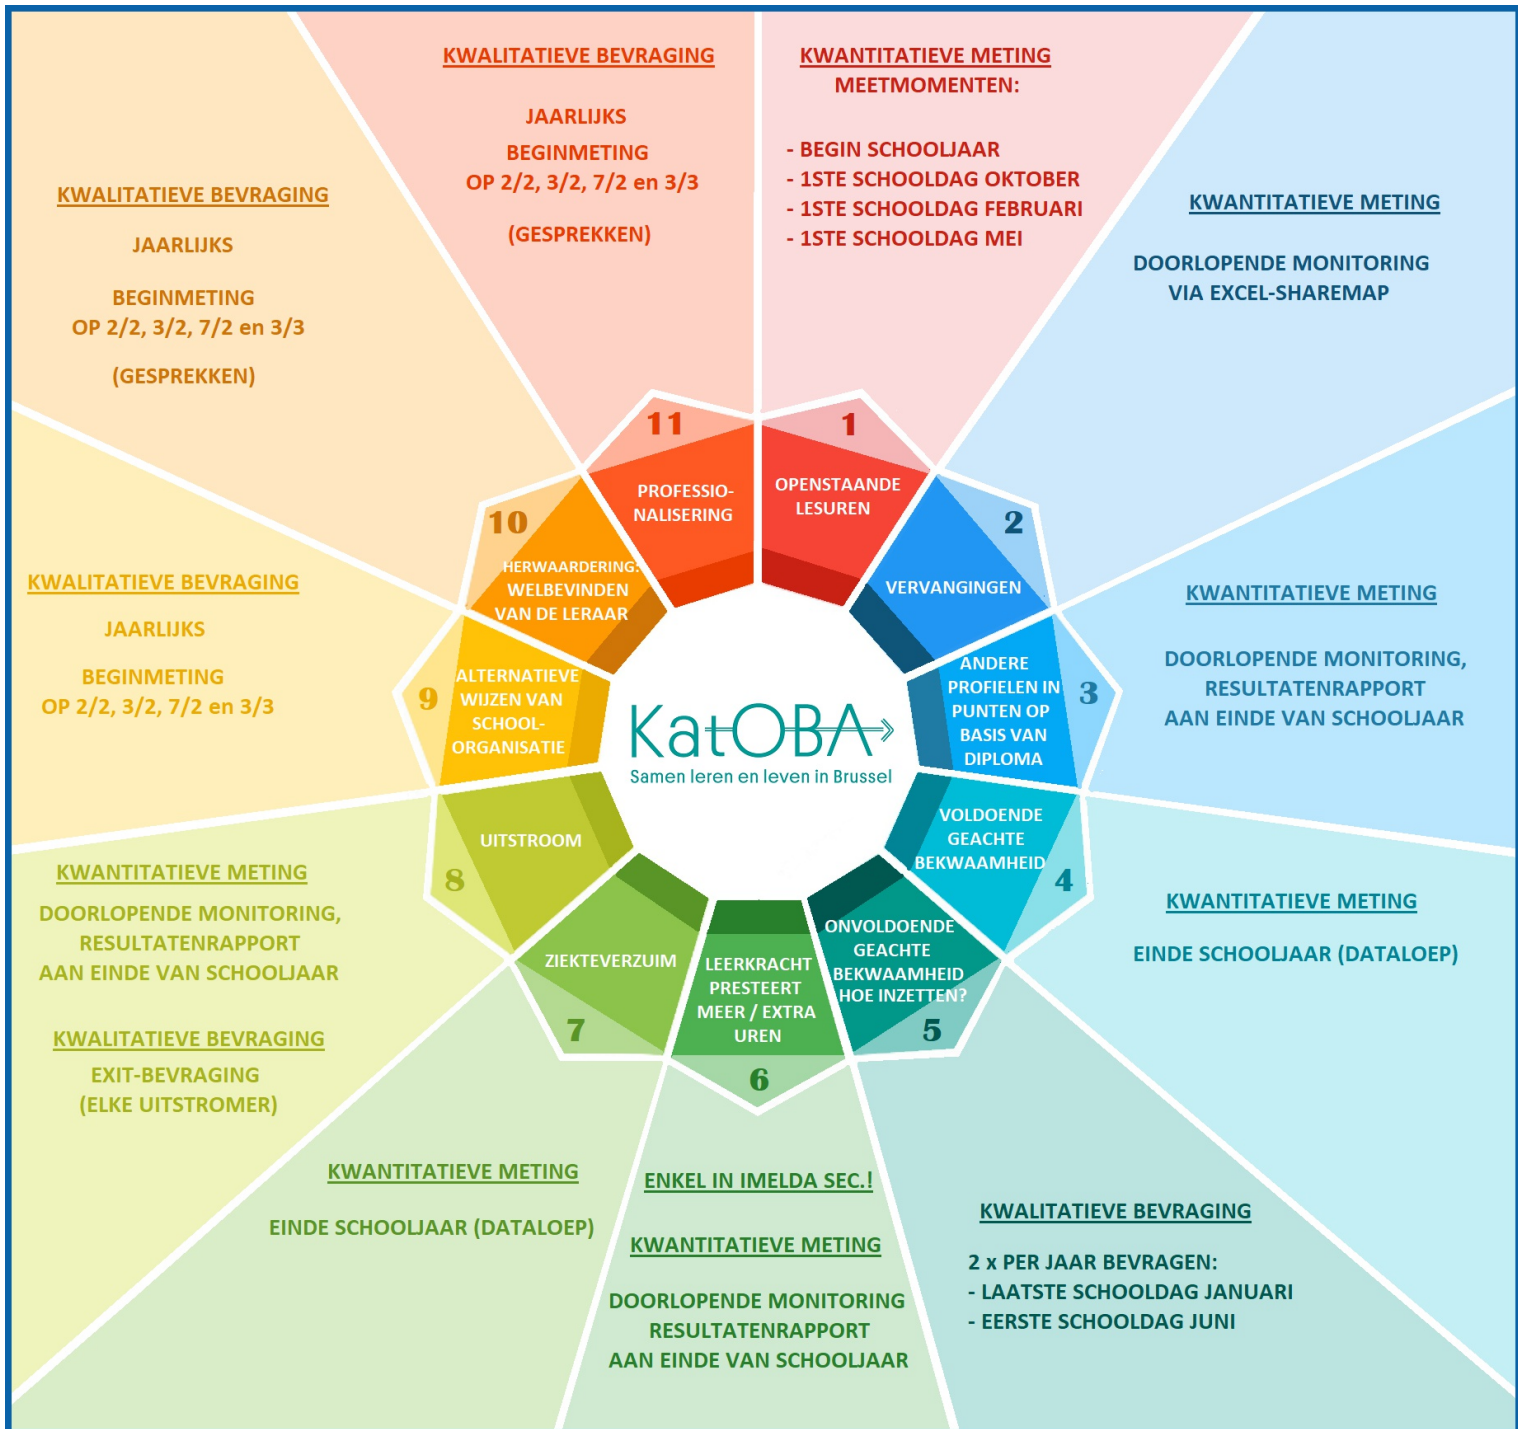 KWALITATIEVE BEVRAGING
JAARLIJKS
BEGINMETING
OP 2/2, 3/2, 7/2 en 3/3
(GESPREKKEN)
KWANTITATIEVE METING
MEETMOMENTEN:
- BEGIN SCHOOLJAAR
- 1STE SCHOOLDAG OKTOBER
- 1STE SCHOOLDAG FEBRUARI
- 1STE SCHOOLDAG MEI
KWANTITATIEVE METING
DOORLOPENDE MONITORING
VIA EXCEL-SHAREMAP
KWALITATIEVE BEVRAGING
JAARLIJKS
BEGINMETING
OP 2/2, 3/2, 7/2 en 3/3
(GESPREKKEN)
11
PROFESSIO-
NALISERING
1
OPENSTAANDE
LESUREN
2
VERVANGINGEN
10
HERWAARDERING:
WELBEVINDEN
VAN DE LERAAR
KWALITATIEVE BEVRAGING
JAARLIJKS
BEGINMETING
OP 2/2, 3/2, 7/2 en 3/3
9
ALTERNATIEVE
WIJZEN VAN
SCHOOL-
ORGANISATIE
KatOBA
Samen leren en leven in Brussel
ANDERE
PROFIELEN IN
PUNTEN OP
BASIS VAN
DIPLOMA
3
KWANTITATIEVE METING
DOORLOPENDE MONITORING,
RESULTATENRAPPORT
AAN EINDE VAN SCHOOLJAAR
UITSTROOM
8
VOLDOENDE
GEACHTE
BEKWAAMHEID
4
KWANTITATIEVE METING
DOORLOPENDE MONITORING,
RESULTATENRAPPORT
AAN EINDE VAN SCHOOLJAAR
KWALITATIEVE BEVRAGING
EXIT-BEVRAGING
(ELKE UITSTROMER)
KWANTITATIEVE METING
EINDE SCHOOLJAAR (DATALOEP)
ZIEKTEVERZUIM
7
LEERKRACHT
PRESTEERT
MEER / EXTRA
UREN
6
ONVOLDOENDE
GEACHTE
BEKWAAMHEID
HOE INZETTEN?
5
KWANTITATIEVE METING
EINDE SCHOOLJAAR (DATALOEP)
ENKEL IN IMELDA SEC.!
KWANTITATIEVE METING
DOORLOPENDE MONITORING
RESULTATENRAPPORT
AAN EINDE VAN SCHOOLJAAR
KWALITATIEVE BEVRAGING
2 x PER JAAR BEVRAGEN:
- LAATSTE SCHOOLDAG JANUARI
- EERSTE SCHOOLDAG JUNI